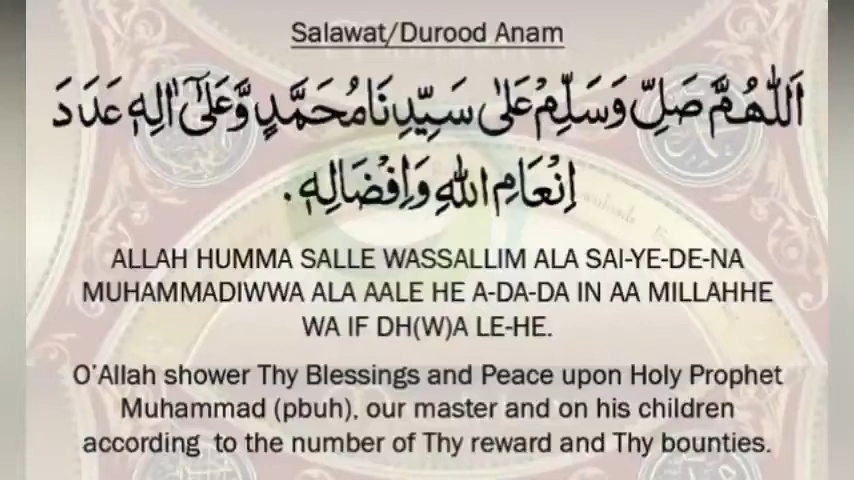 Salawat/Durood Anam
اَللّٰهُمَّ صَلِّ وَسَلِّمْ عَلٰی سَيِّدِنَا مُحَمَّدٍ وَّعَلٰٓی اٰلِهٖ عَدَدَ
اِنْعَامِ اللّٰهِ وَاِفْضَالِهٖ.
ALLAH HUMMA SALLE WASSALLIM ALA SAI-YE-DE-NA
MUHAMMADIWWA ALA AALE HE A-DA-DA IN AA MILLAHHE
WA IF DH(W)A LE-HE.
O'Allah shower Thy Blessings and Peace upon Holy Prophet
Muhammad (pbuh), our master and on his children
according to the number of Thy reward and Thy bounties.